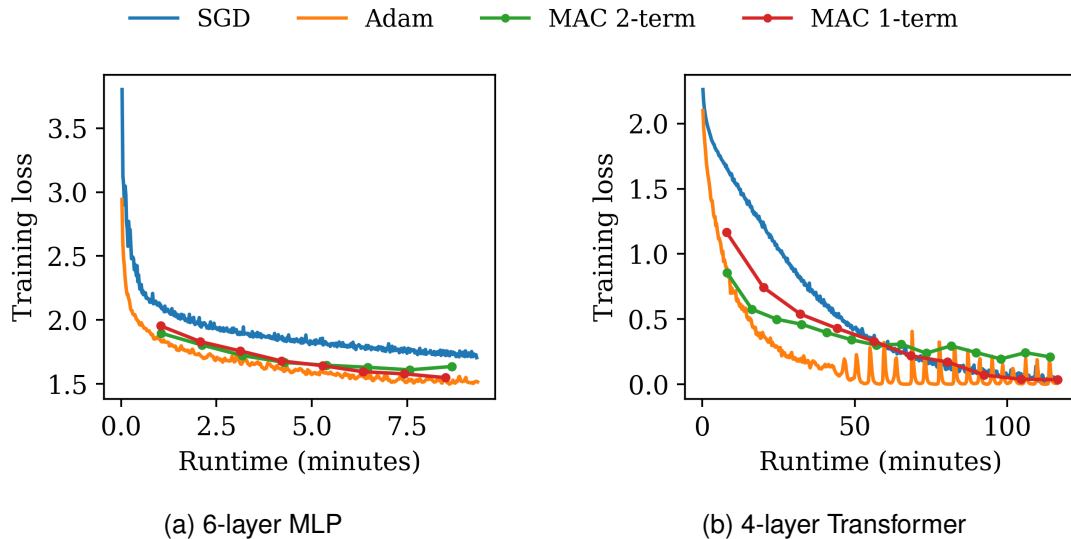 SGD Adam MAC 2-term MAC 1-term
3.5
3.0
2.5
2.0
1.5
Training loss
0.0 2.5 5.0 7.5
Runtime (minutes)
(a) 6-layer MLP
2.0
1.5
1.0
0.5
0.0
Training loss
0 50 100
Runtime (minutes)
(b) 4-layer Transformer